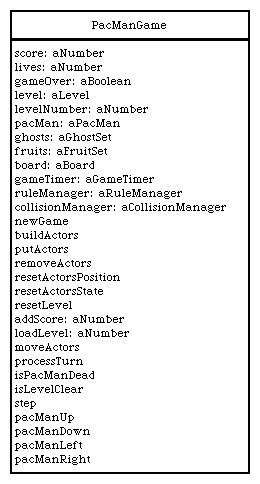 PacManGame
score: aNumber
lives: aNumber
gameOver: aBoolean
level: aLevel
levelNumber: aNumber
pacMan: aPacMan
ghosts: aGhostSet
fruits: aFruitSet
board: aBoard
gameTimer: aGameTimer
ruleManager: aRuleManager
collisionManager: aCollisionManager
newGame
buildActors
putActors
removeActors
resetActorsPosition
resetActorsState
resetLevel
addScore: aNumber
loadLevel: aNumber
moveActors
processTurn
isPacManDead
isLevelClear
step
pacManUp
pacManDown
pacManLeft
pacManRight